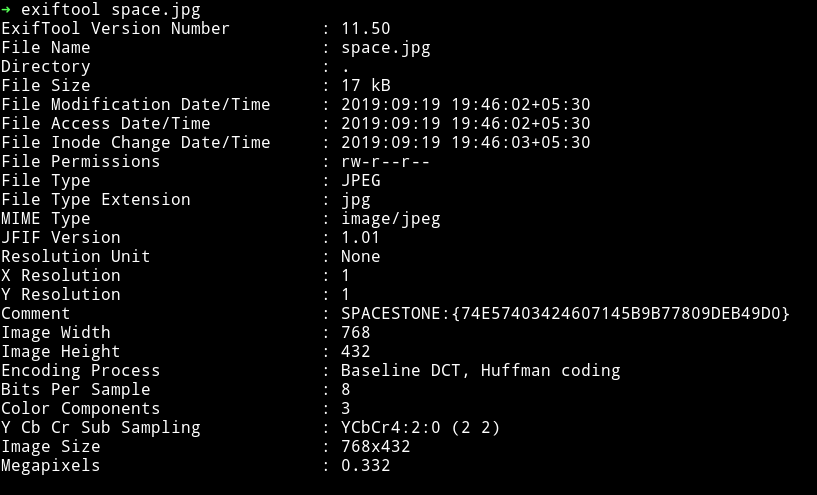 ➜ exiftool space.jpg
ExifTool Version Number         : 11.50
File Name                       : space.jpg
Directory                       : .
File Size                       : 17 kB
File Modification Date/Time     : 2019:09:19 19:46:02+05:30
File Access Date/Time           : 2019:09:19 19:46:02+05:30
File Inode Change Date/Time     : 2019:09:19 19:46:03+05:30
File Permissions                : rw-r--r--
File Type                       : JPEG
File Type Extension             : jpg
MIME Type                       : image/jpeg
JFIF Version                    : 1.01
Resolution Unit                 : None
X Resolution                    : 1
Y Resolution                    : 1
Comment                         : SPACESTONE:{74E57403424607145B9B77809DEB49D0}
Image Width                     : 768
Image Height                    : 432
Encoding Process                : Baseline DCT, Huffman coding
Bits Per Sample                 : 8
Color Components                : 3
Y Cb Cr Sub Sampling            : YCbCr4:2:0 (2 2)
Image Size                      : 768x432
Megapixels                      : 0.332